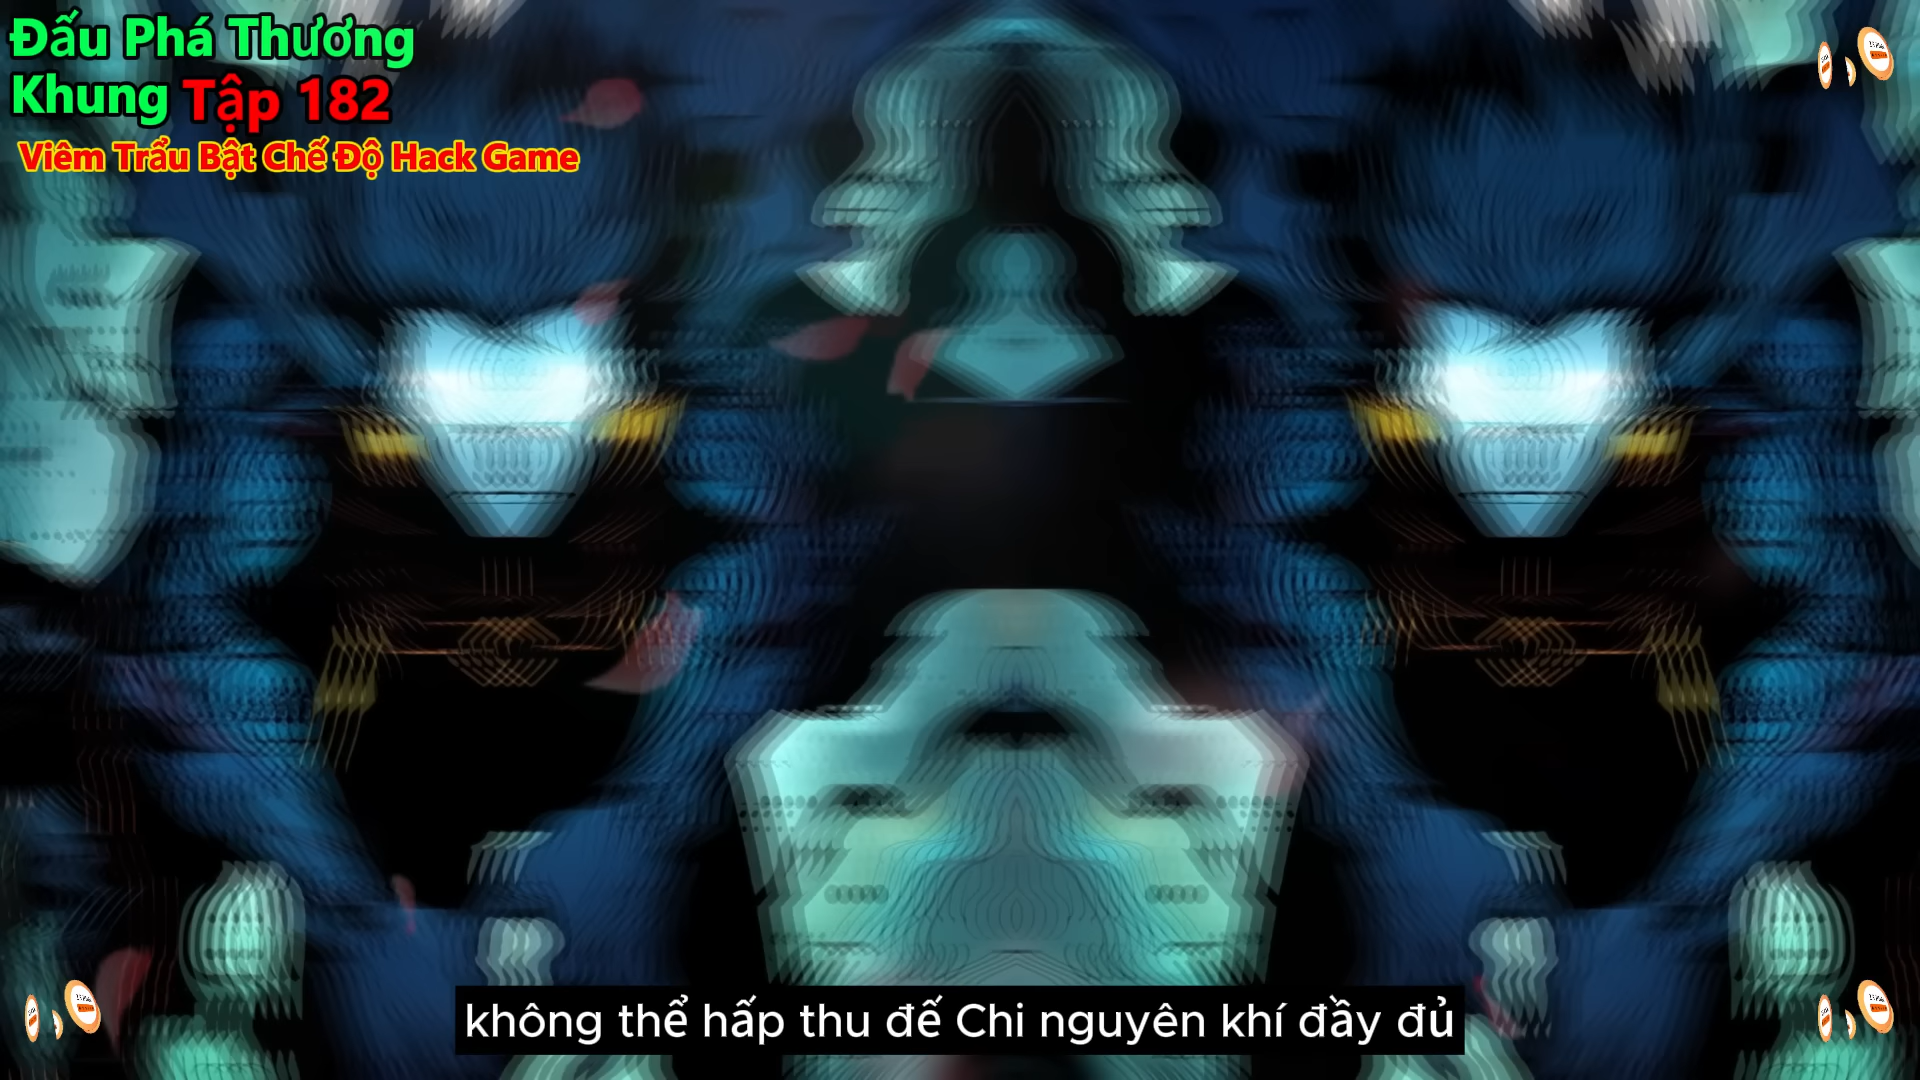 Đấu Phá Thương
Khung Tập 182
Viêm Trẩu Bật Chế Độ Hack Game
không thể hấp thu đế Chi nguyên khí đầy đủ